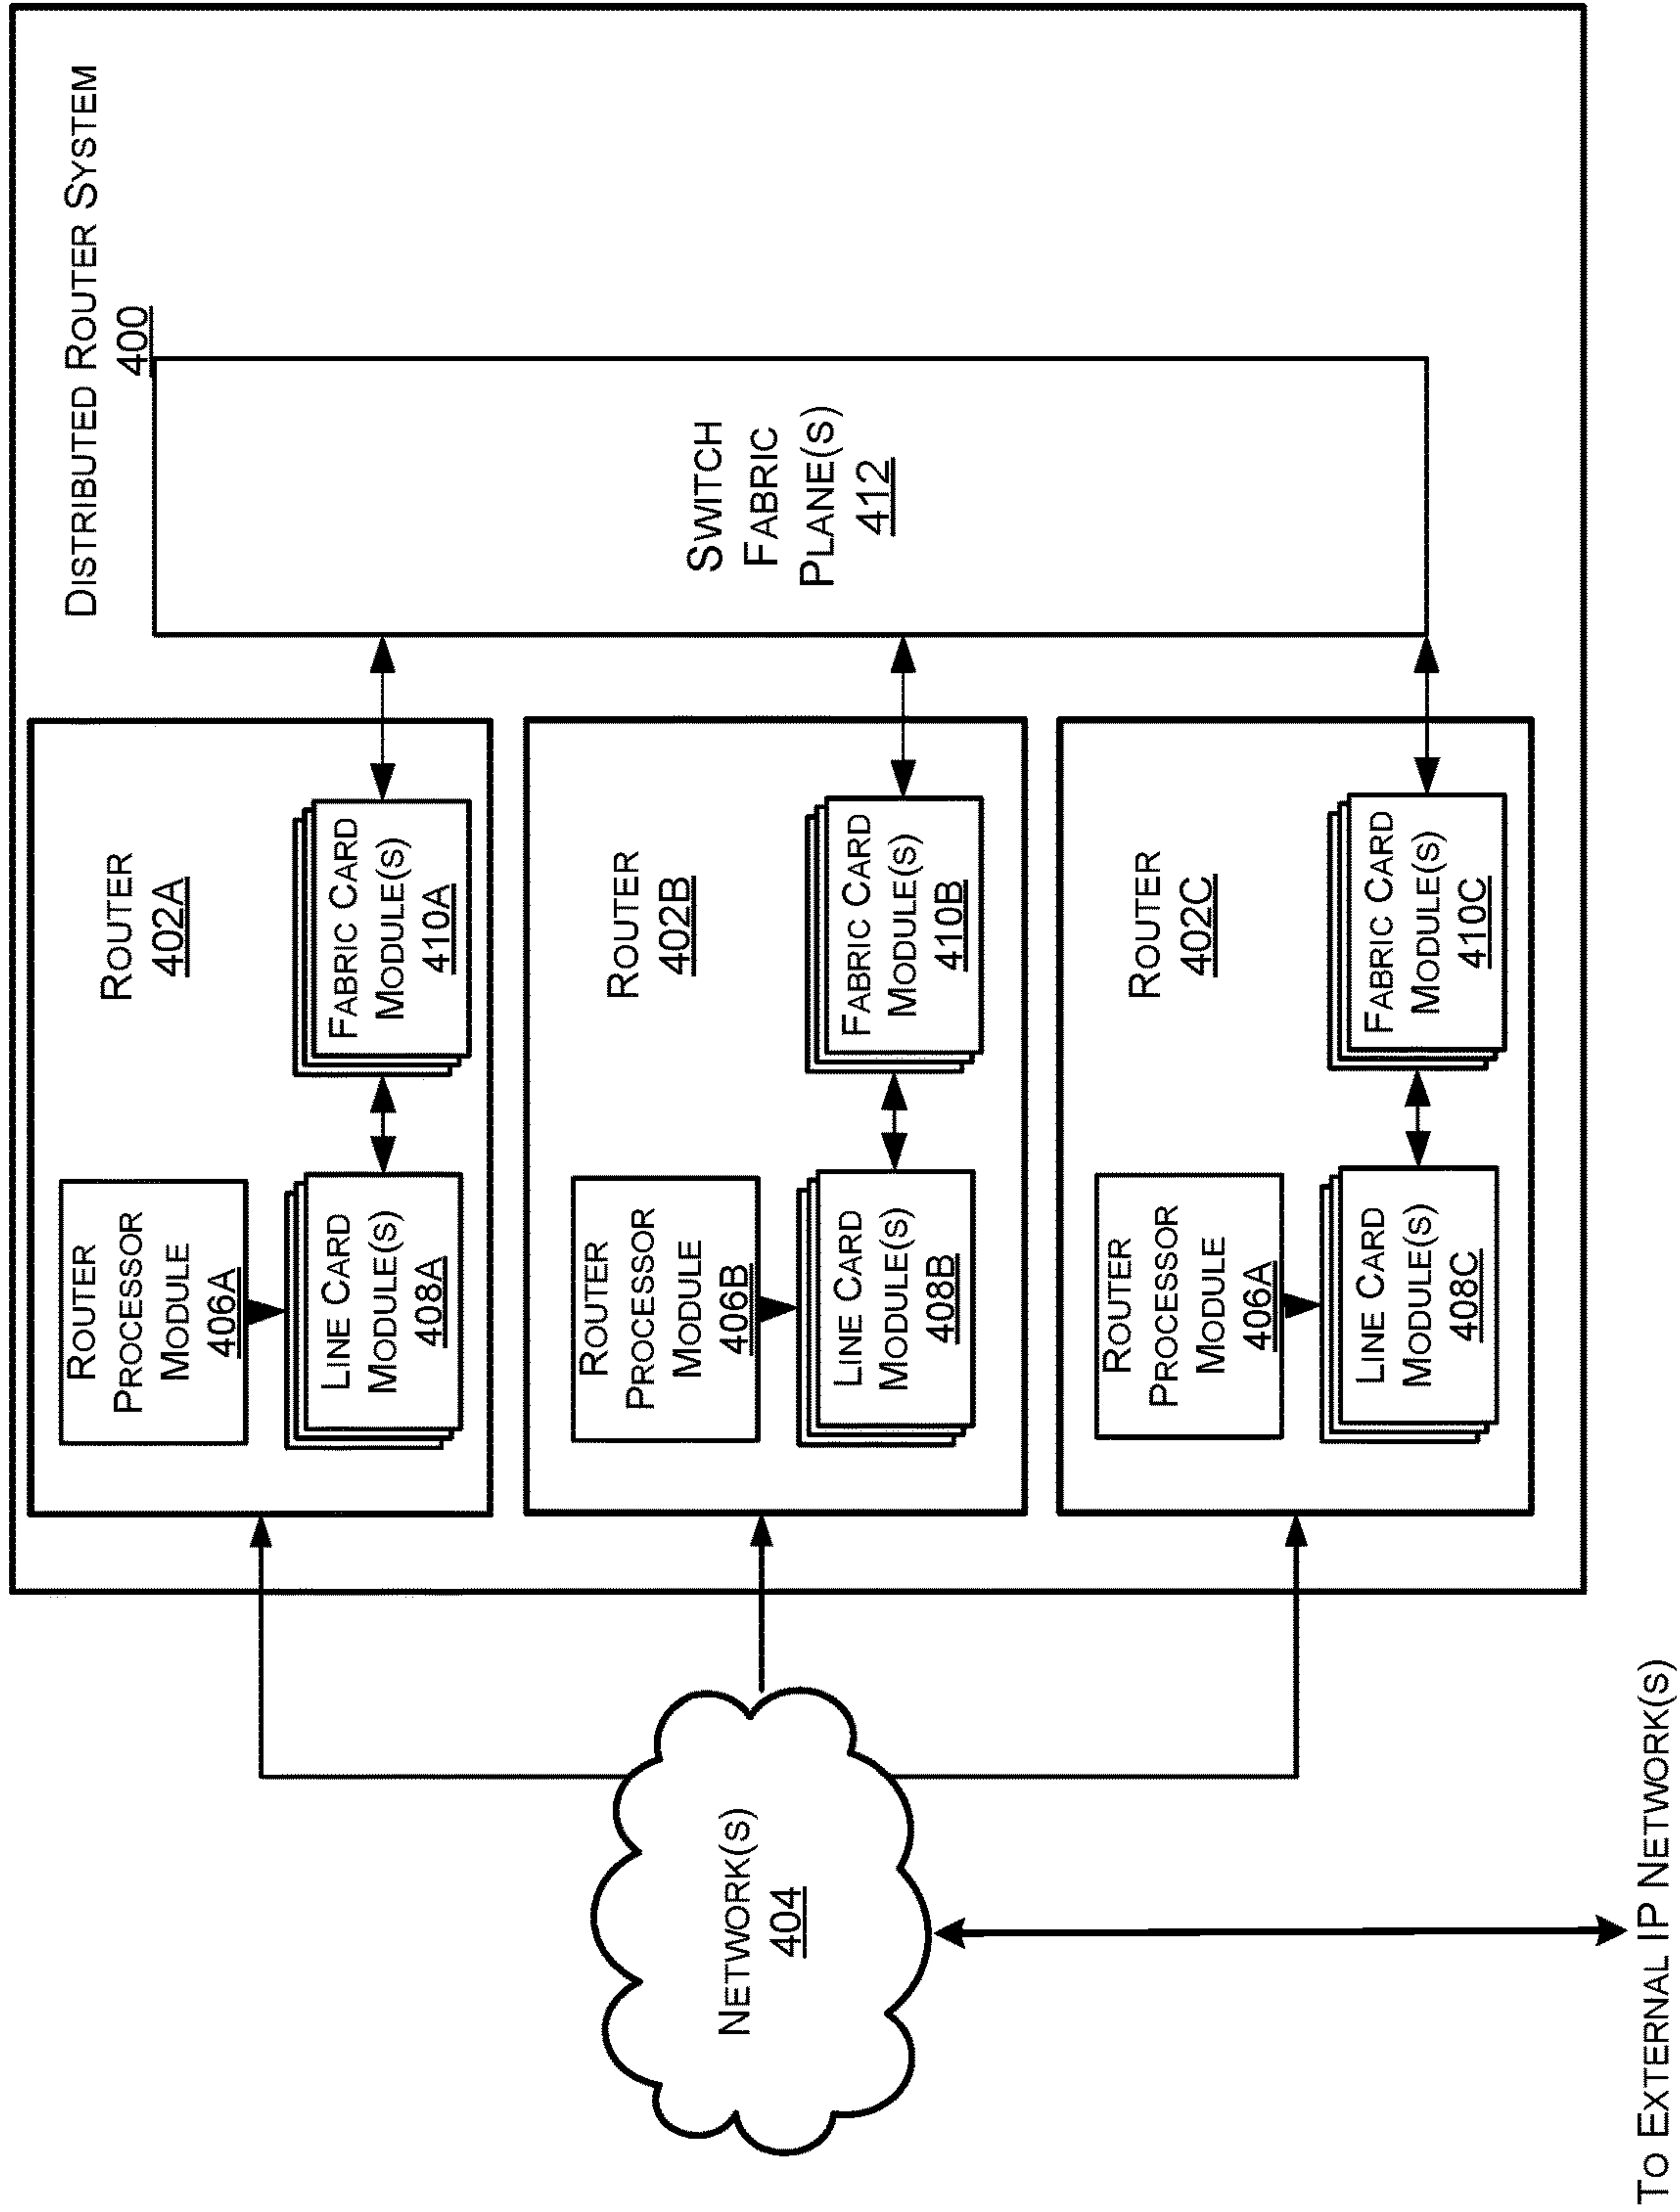 DISTRIBUTED ROUTER SYSTEM
400
ROUTER
402A
ROUTER
PROCESSOR
MODULE
406A
LINE CARD
MODULE(S)
408A
FABRIC CARD
MODULE(S)
410A
ROUTER
402B
ROUTER
PROCESSOR
MODULE
406B
LINE CARD
MODULE(S)
408B
FABRIC CARD
MODULE(S)
410B
ROUTER
402C
ROUTER
PROCESSOR
MODULE
406A
LINE CARD
MODULE(S)
408C
FABRIC CARD
MODULE(S)
410C
SWITCH
FABRIC
PLANE(S)
412
NETWORK(S)
404
TO EXTERNAL IP NETWORK(S)